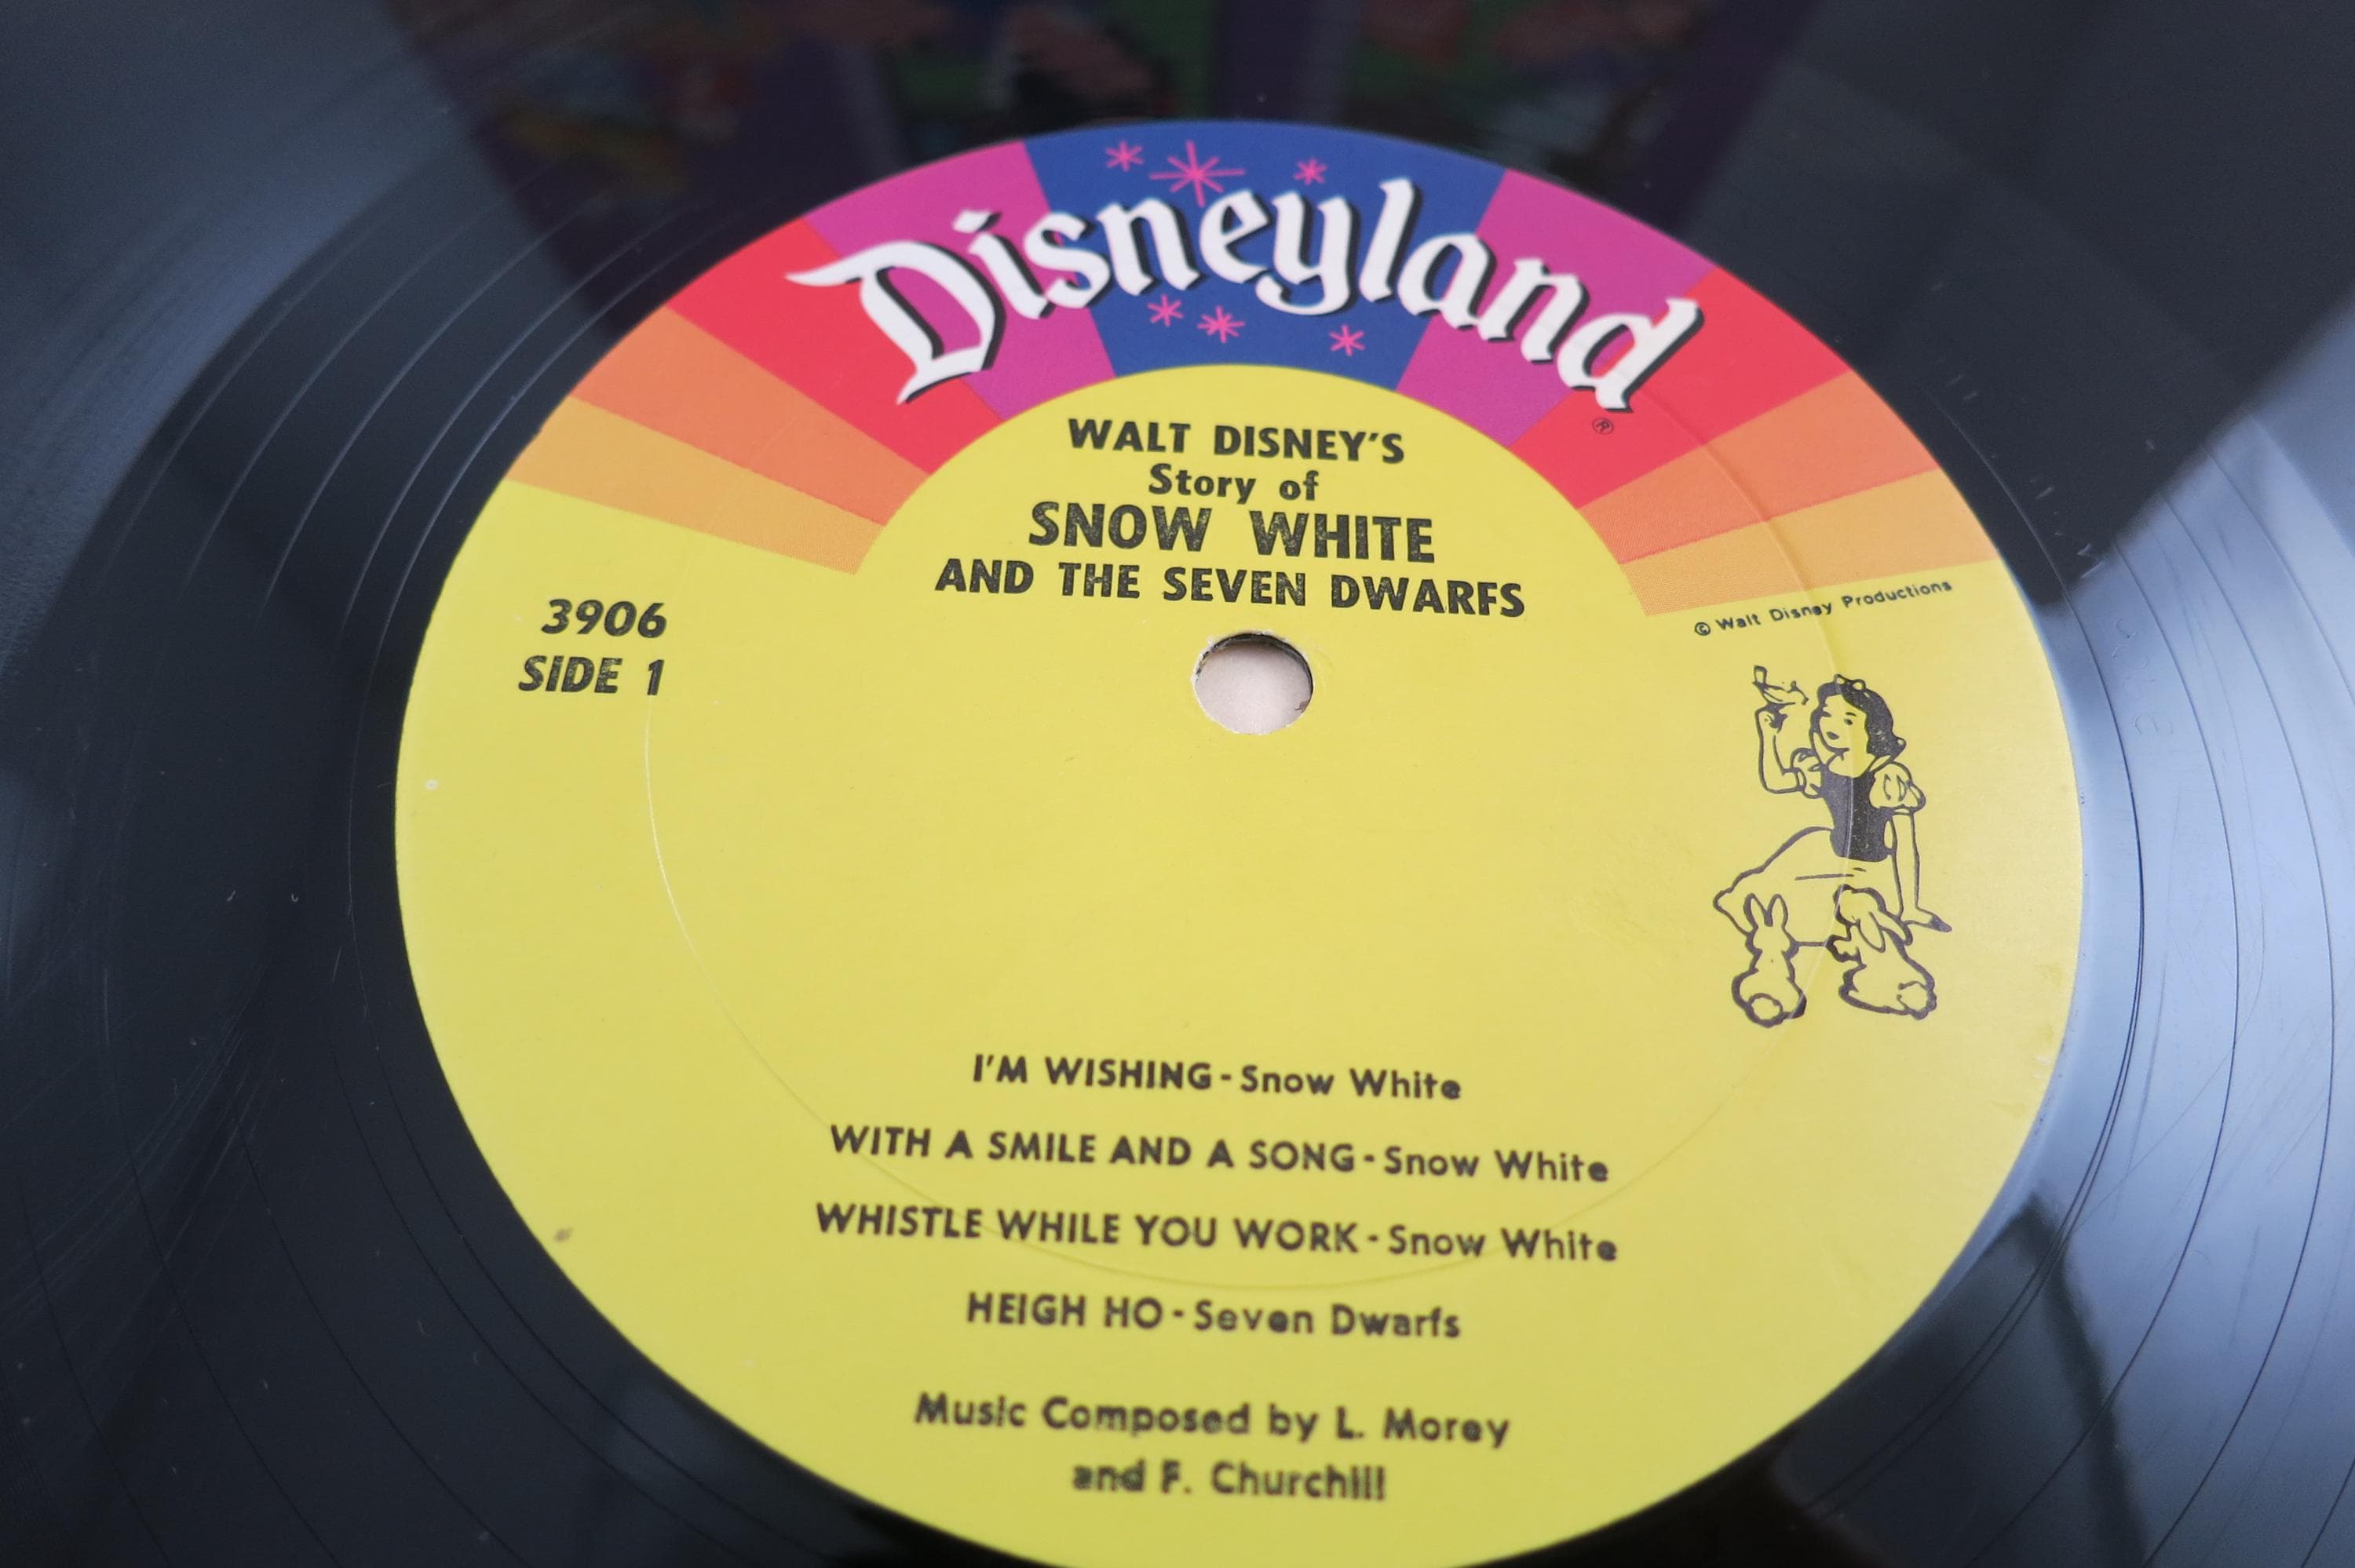 Disneyland
®
WALT DISNEY'S
Story of
SNOW WHITE
AND THE SEVEN DWARFS
© Walt Disney Productions
3906
SIDE 1
I'M WISHING - Snow White
WITH A SMILE AND A SONG - Snow White
WHISTLE WHILE YOU WORK - Snow White
HEIGH HO - Seven Dwarfs
Music Composed by L. Morey
and F. Churchill